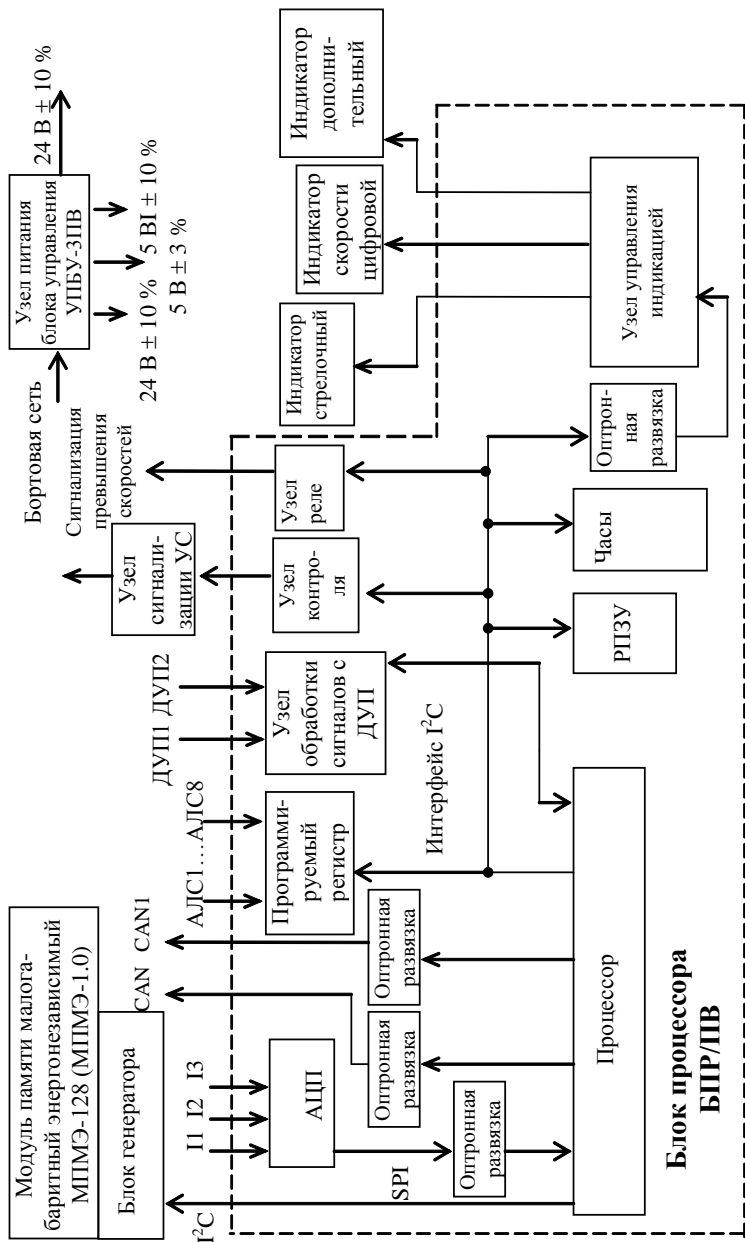 Модуль памяти малога-
баритный энергонезависимый
МПМЭ-128 (МПМЭ-1.0)
Блок генератора
I²C
I1 I2 I3
CAN CAN1
АЛС1…АЛС8
ДУП1 ДУП2
АЦП
SPI
Оптронная
развязка
Оптронная
развязка
Оптронная
развязка
Программи-
руемый
регистр
Узел
обработки
сигналов с
ДУП
Интерфейс I²C
Узел
сигнали-
зации УС
Узел
контро-
ля
Узел
реле
Сигнализация
превышения
скоростей
Бортовая сеть
Узел питания
блока управления
УПБУ-3ПВ
24 В ± 10 %
24 В ± 10 %
5 В ± 3 %
5 ВI ± 10 %
Индикатор
стрелочный
Индикатор
скорости
цифровой
Индикатор
дополни-
тельный
Процессор
РПЗУ
Часы
Оптрон-
ная
развязка
Узел управления
индикацией
Блок процессора
БПР/ПВ